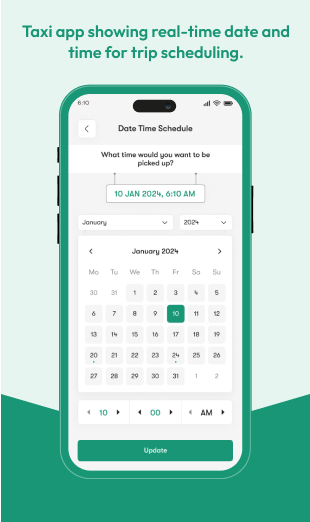 Taxi app showing real-time date and
time for trip scheduling.
6:10
Date Time Schedule
What time would you want to be
picked up?
10 JAN 2024, 6:10 AM
January 2024
January 2024
Mo Tu We Th Fr Sa Su
30 31 1 2 3 4 5
6 7 8 9 10 11 12
13 14 15 16 17 18 19
20 21 22 23 24 25 26
27 28 29 30 31 1 2
10 00 AM
Update